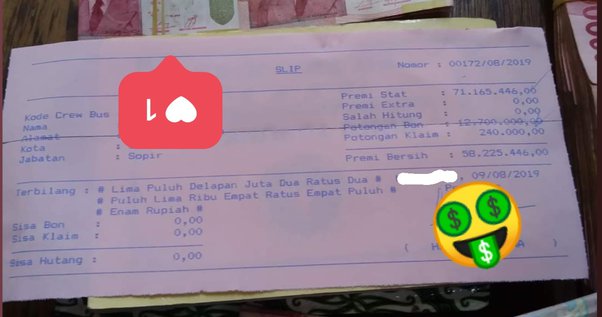 SLIP
Nomor : 00172/08/2019
Kode Crew Bus
Nama
Alamat
Kota :
Jabatan : Sopir
Premi Stat : 71.165.446,00
Premi Extra : 0,00
Salah Hitung : 0,00
Potongan Bon : 12.700.000,00
Potongan Klaim : 240.000,00
Premi Bersih : 58.225.446,00
Terbilang : # Lima Puluh Delapan Juta Dua Ratus Dua #
# Puluh Lima Ribu Empat Ratus Empat Puluh #
# Enam Rupiah #
, 09/08/2019
Sisa Bon : 0,00
Sisa Klaim : 0,00
Sisa Hutang : 0,00